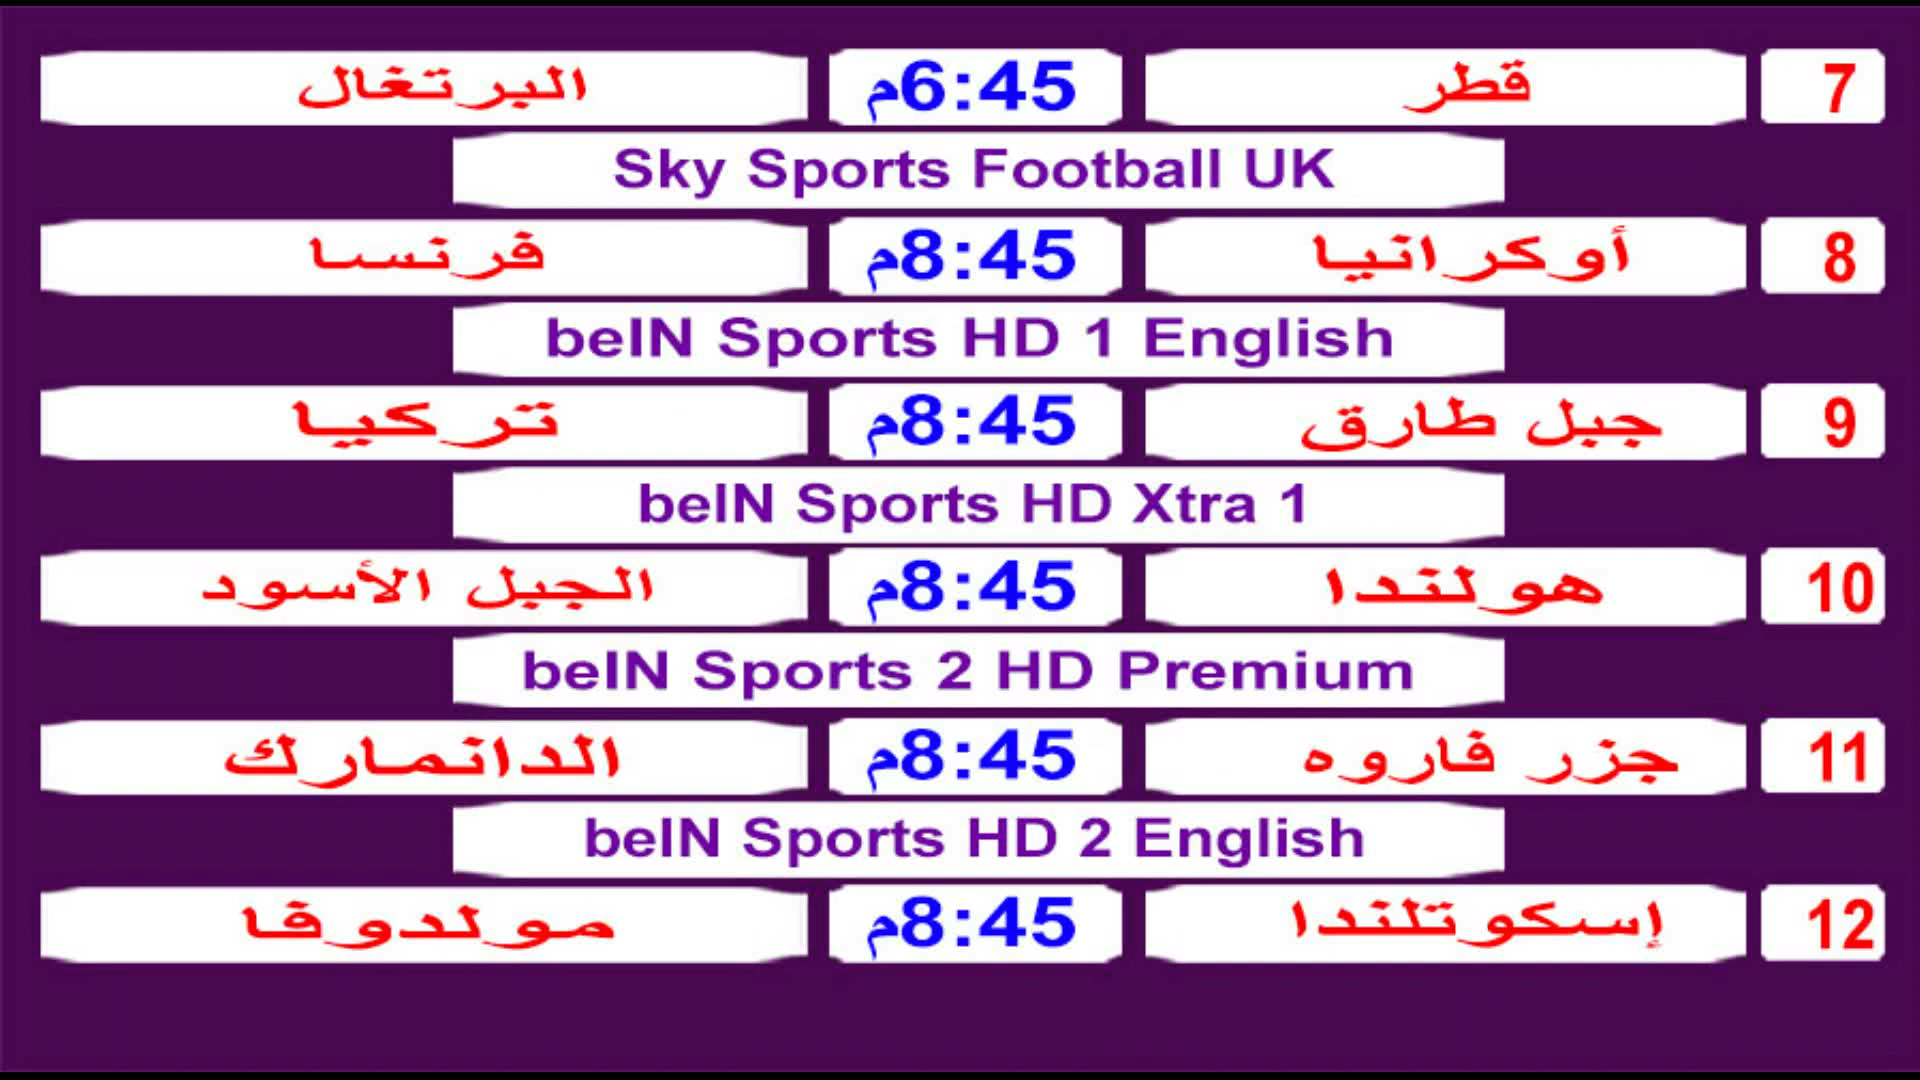 7 قطر 6:45م البرتغال
Sky Sports Football UK
8 أوكرانيا 8:45م فرنسا
beIN Sports HD 1 English
9 جبل طارق 8:45م تركيا
beIN Sports HD Xtra 1
10 هولندا 8:45م الجبل الأسود
beIN Sports 2 HD Premium
11 جزر فاروه 8:45م الدانمارك
beIN Sports HD 2 English
12 إسكوتلندا 8:45م مولدوفا